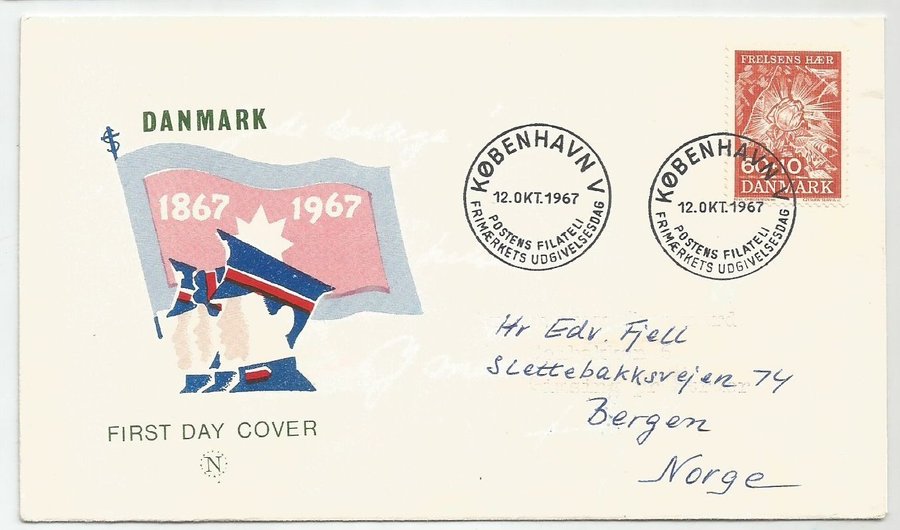 DANMARK
1867 1967
FIRST DAY COVER
N
KØBENHAVN V
12.OKT.1967
POSTENS FILATELI
FRIMÆRKETS UDGIVELSESDAG
KØBENHAVN V
12.OKT.1967
POSTENS FILATELI
FRIMÆRKETS UDGIVELSESDAG
FRELSENS HÆR
60+10
DANMARK
Hr Edv. Fjell
Slettebakksvejen 74
Bergen
Norge